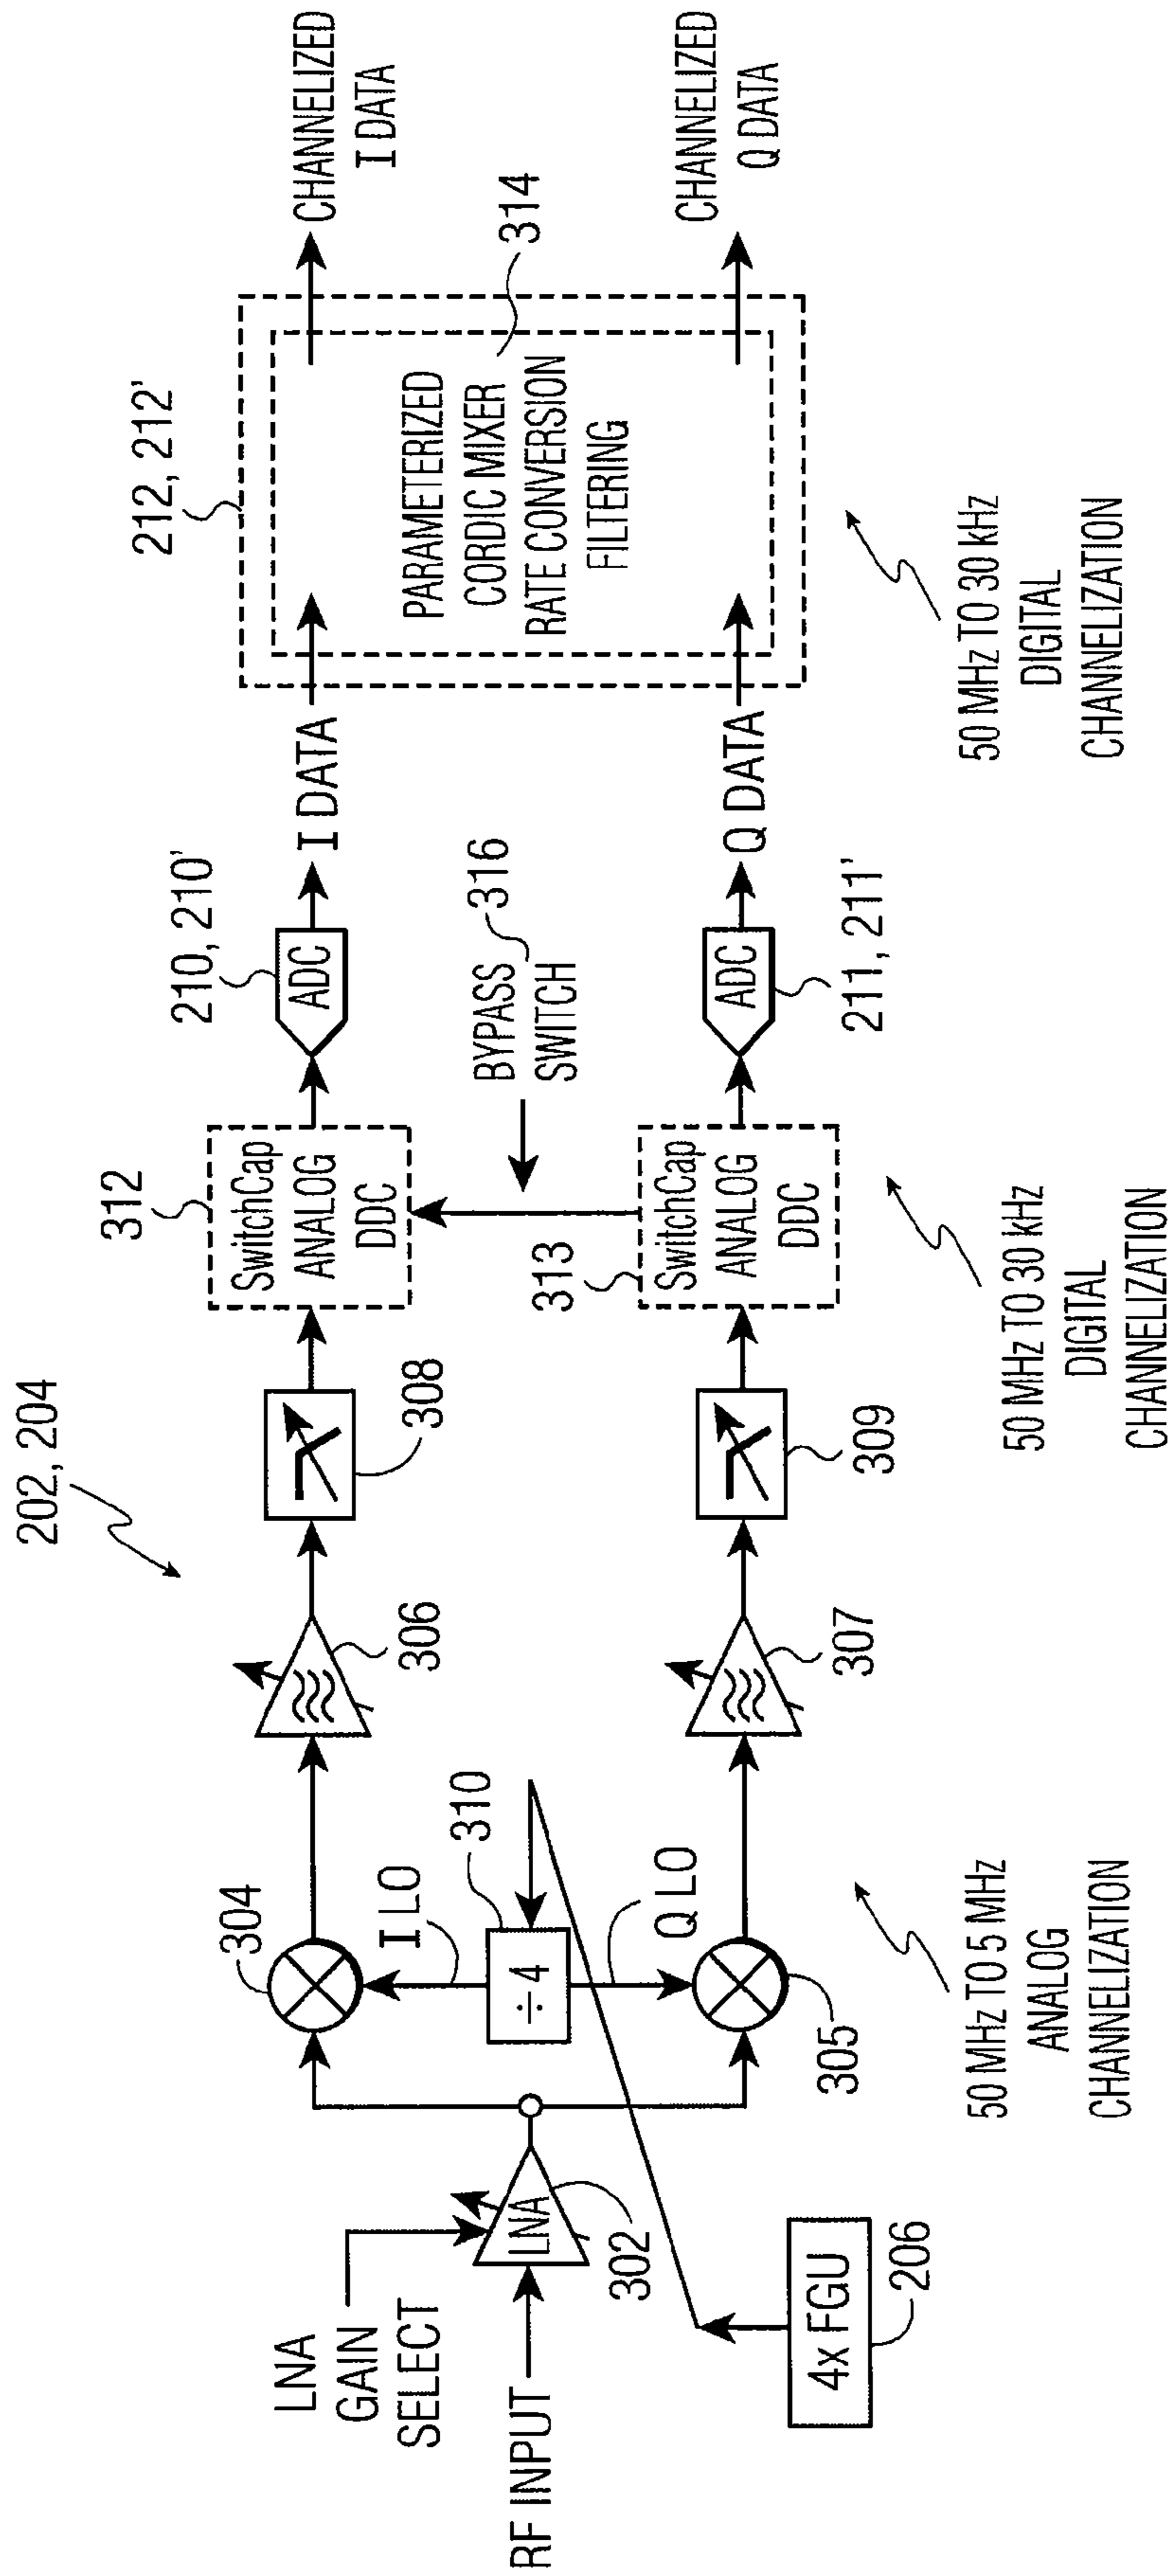 202, 204
LNA
GAIN
SELECT
RF INPUT
LNA
302
4x FGU
206
304
I LO
310
÷4
Q LO
305
306
307
308
309
312
SwitchCap
ANALOG
DDC
313
SwitchCap
ANALOG
DDC
BYPASS
SWITCH
316
210, 210'
ADC
I DATA
211, 211'
ADC
Q DATA
212, 212'
PARAMETERIZED
CORDIC MIXER
RATE CONVERSION
FILTERING
314
CHANNELIZED
I DATA
CHANNELIZED
Q DATA
50 MHz TO 5 MHz
ANALOG
CHANNELIZATION
50 MHz TO 30 kHz
DIGITAL
CHANNELIZATION
50 MHz TO 30 kHz
DIGITAL
CHANNELIZATION